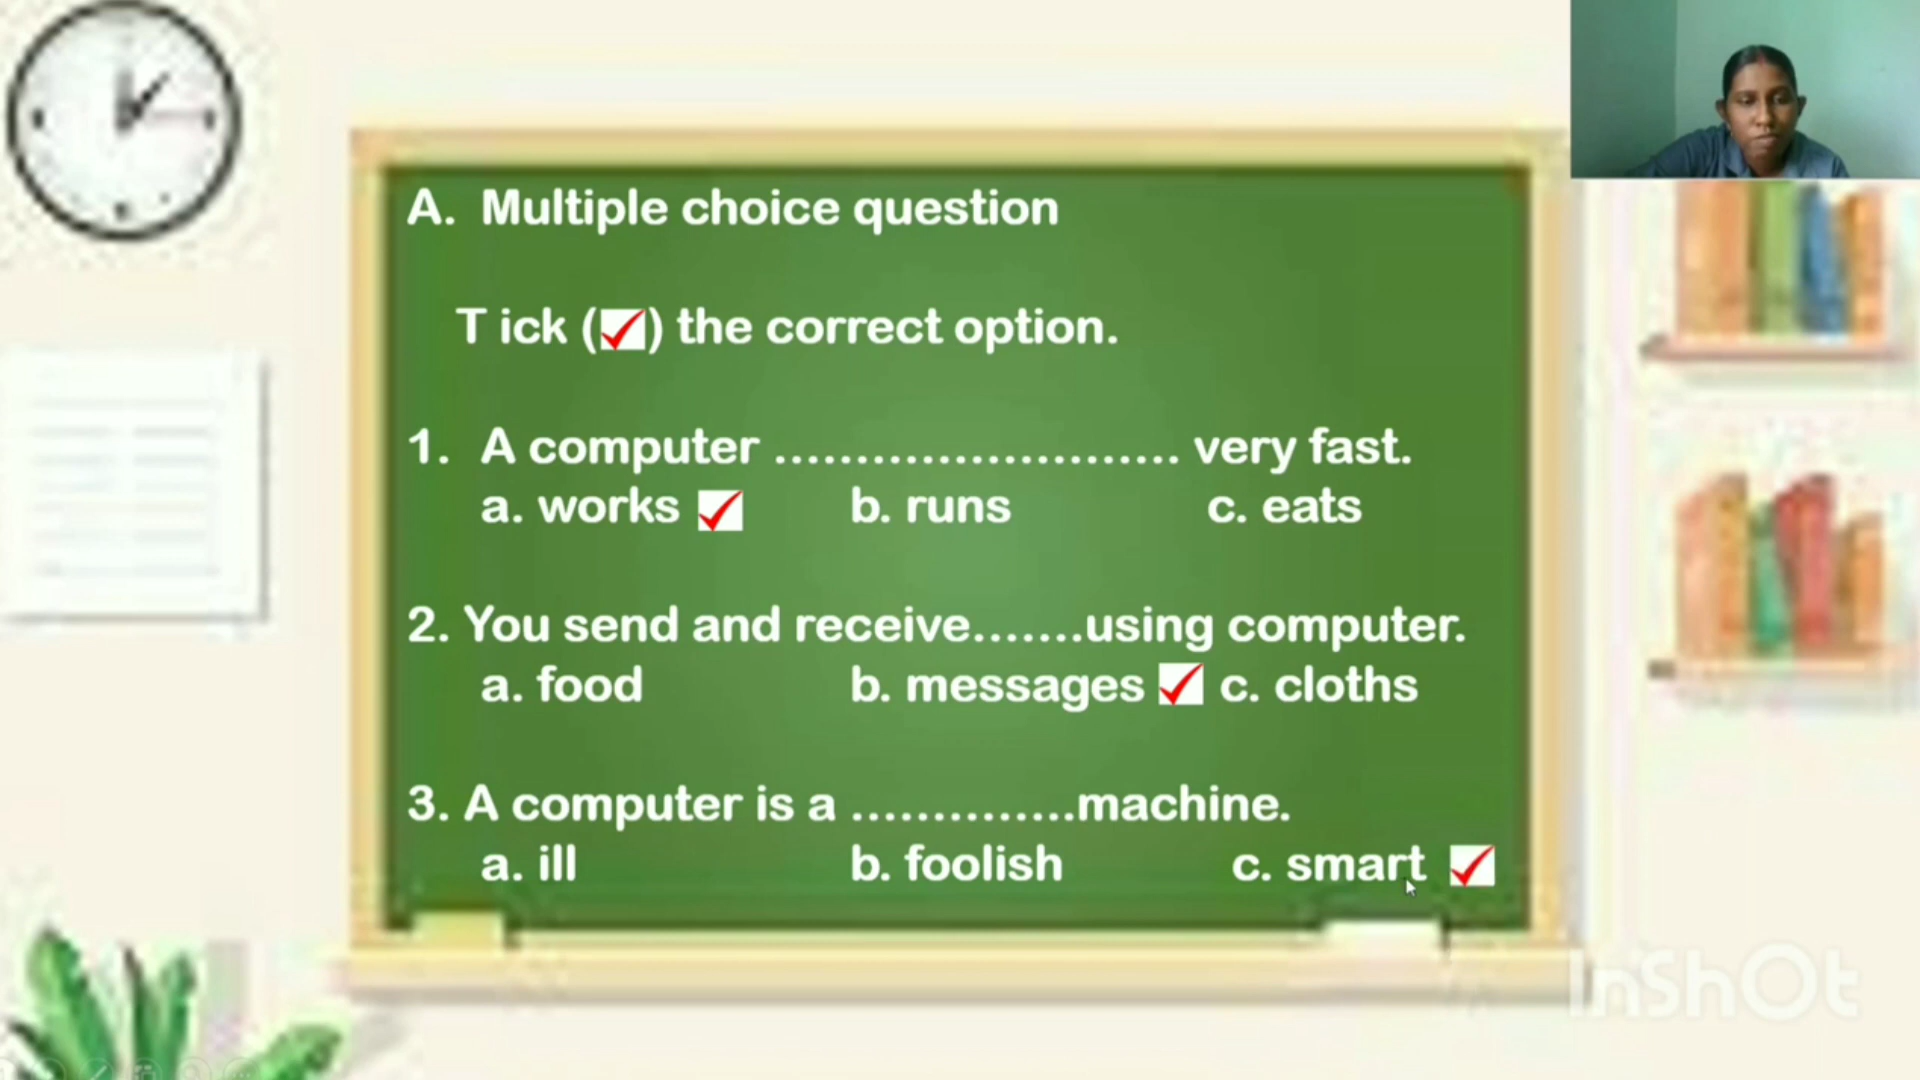 A. Multiple choice question
T ick (✓) the correct option.
1. A computer ......................... very fast.
a. works ✓ b. runs c. eats
2. You send and receive.......using computer.
a. food b. messages ✓ c. cloths
3. A computer is a ..............machine.
a. ill b. foolish c. smart ✓
InShOt